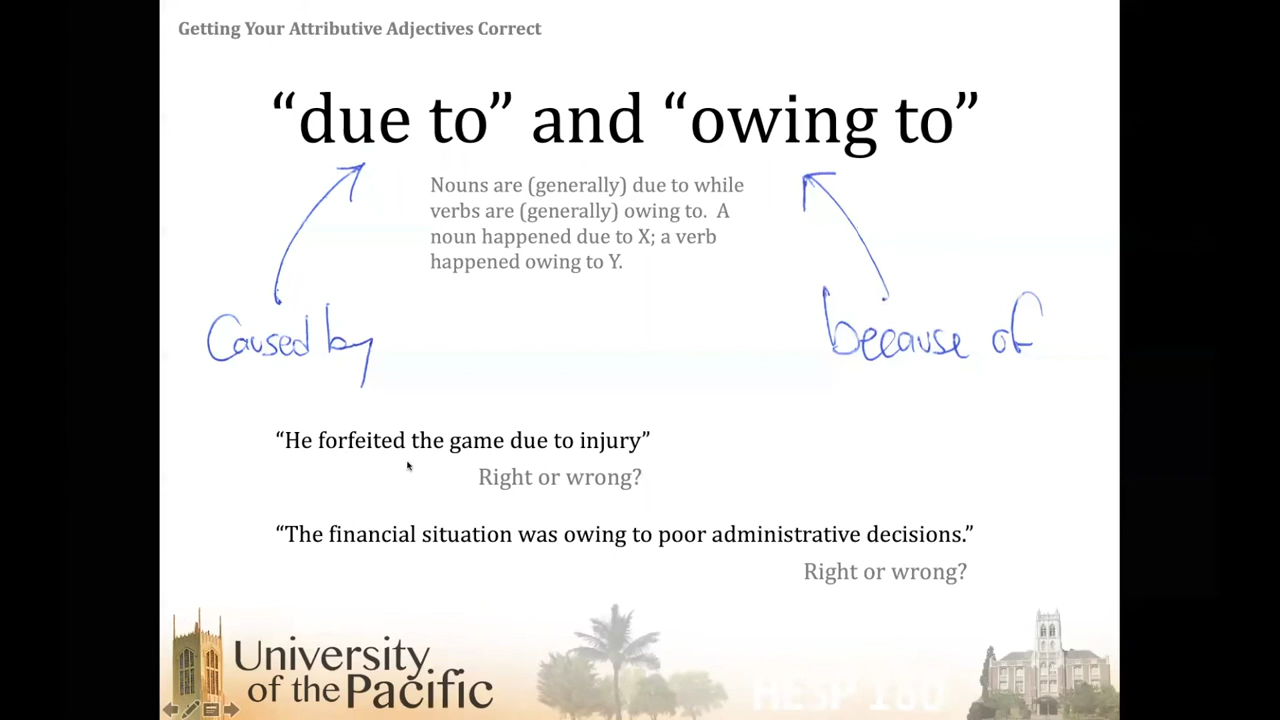 Getting Your Attributive Adjectives Correct
“due to” and “owing to”
Nouns are (generally) due to while
verbs are (generally) owing to.  A
noun happened due to X; a verb
happened owing to Y.
Caused by
because of
“He forfeited the game due to injury”
Right or wrong?
“The financial situation was owing to poor administrative decisions.”
Right or wrong?
University
of the Pacific
HESP 100